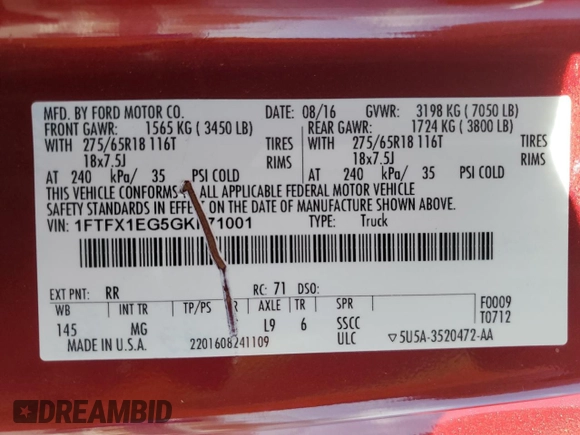 MFD. BY FORD MOTOR CO. DATE: 08/16 GVWR: 3198 KG ( 7050 LB)
FRONT GAWR: 1565 KG ( 3450 LB) REAR GAWR: 1724 KG ( 3800 LB)
WITH 275/65R18 116T TIRES WITH 275/65R18 116T TIRES
18x7.5J RIMS 18x7.5J RIMS
AT 240 kPa/ 35 PSI COLD AT 240 kPa/ 35 PSI COLD
THIS VEHICLE CONFORMS ALL APPLICABLE FEDERAL MOTOR VEHICLE
SAFETY STANDARDS IN ON THE DATE OF MANUFACTURE SHOWN ABOVE.
VIN: TYPE: Truck
EXT PNT: RR RC: 71 DSO:
WB INT TR TP/PS R AXLE TR SPR F0009
145 MG L9 6 SSCC T0712
MADE IN U.S.A. 2201608241109 ULC ▽5U5A-3520472-AA
DREAMBID